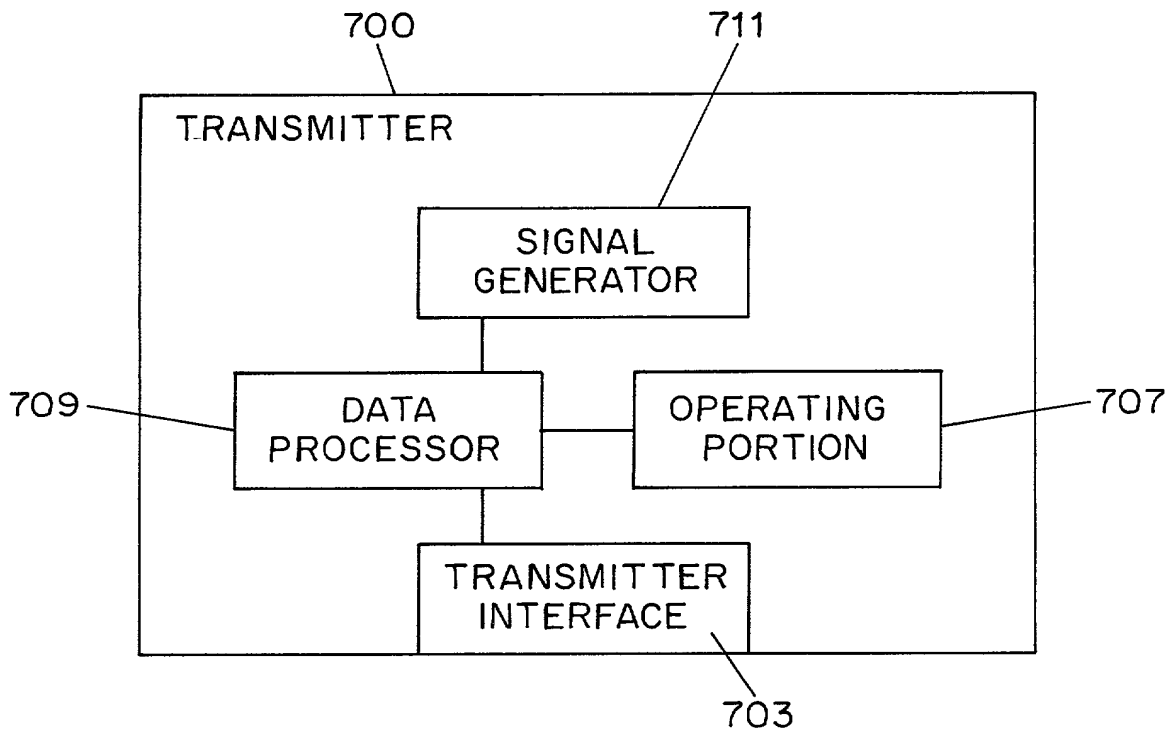 700
711
TRANSMITTER
SIGNAL
GENERATOR
709
DATA
PROCESSOR
OPERATING
PORTION
707
TRANSMITTER
INTERFACE
703